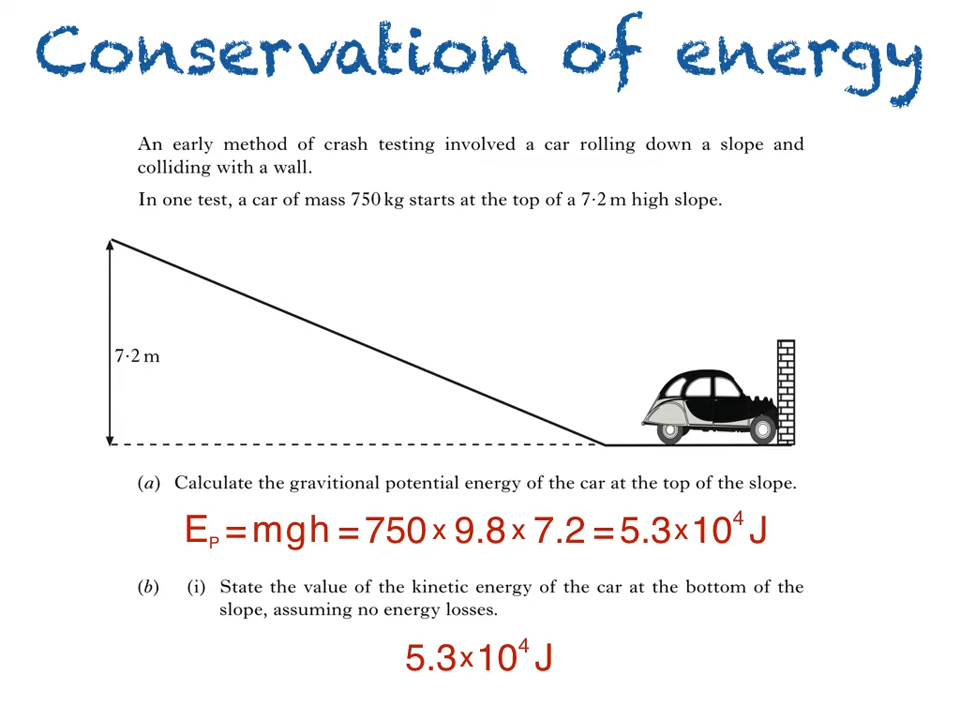 Conservation of energy
An early method of crash testing involved a car rolling down a slope and
colliding with a wall.
In one test, a car of mass 750 kg starts at the top of a 7·2 m high slope.
7·2 m
(a) Calculate the gravitional potential energy of the car at the top of the slope.
Eₚ = mgh = 750 x 9.8 x 7.2 = 5.3 x 10⁴ J
(b) (i) State the value of the kinetic energy of the car at the bottom of the
slope, assuming no energy losses.
5.3 x 10⁴ J